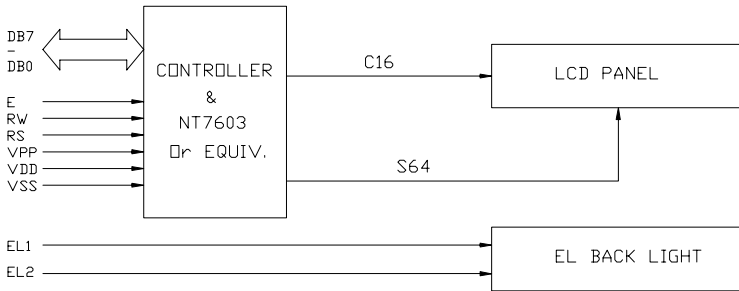 DB7
-
DB0
E
RW
RS
VPP
VDD
VSS
CONTROLLER
&
NT7603
Or EQUIV.
C16
S64
LCD PANEL
EL1
EL2
EL BACK LIGHT